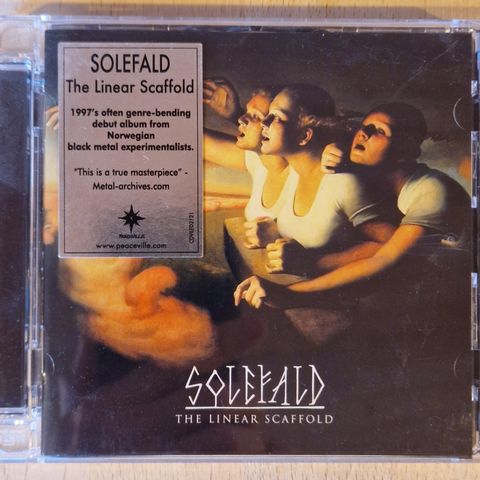 SOLEFALD
The Linear Scaffold
1997's often genre-bending
debut album from
Norwegian
black metal experimentalists.
"This is a true masterpiece" -
Metal-archives.com
www.peaceville.com
CDVILED2121
SOLEFALD
THE LINEAR SCAFFOLD